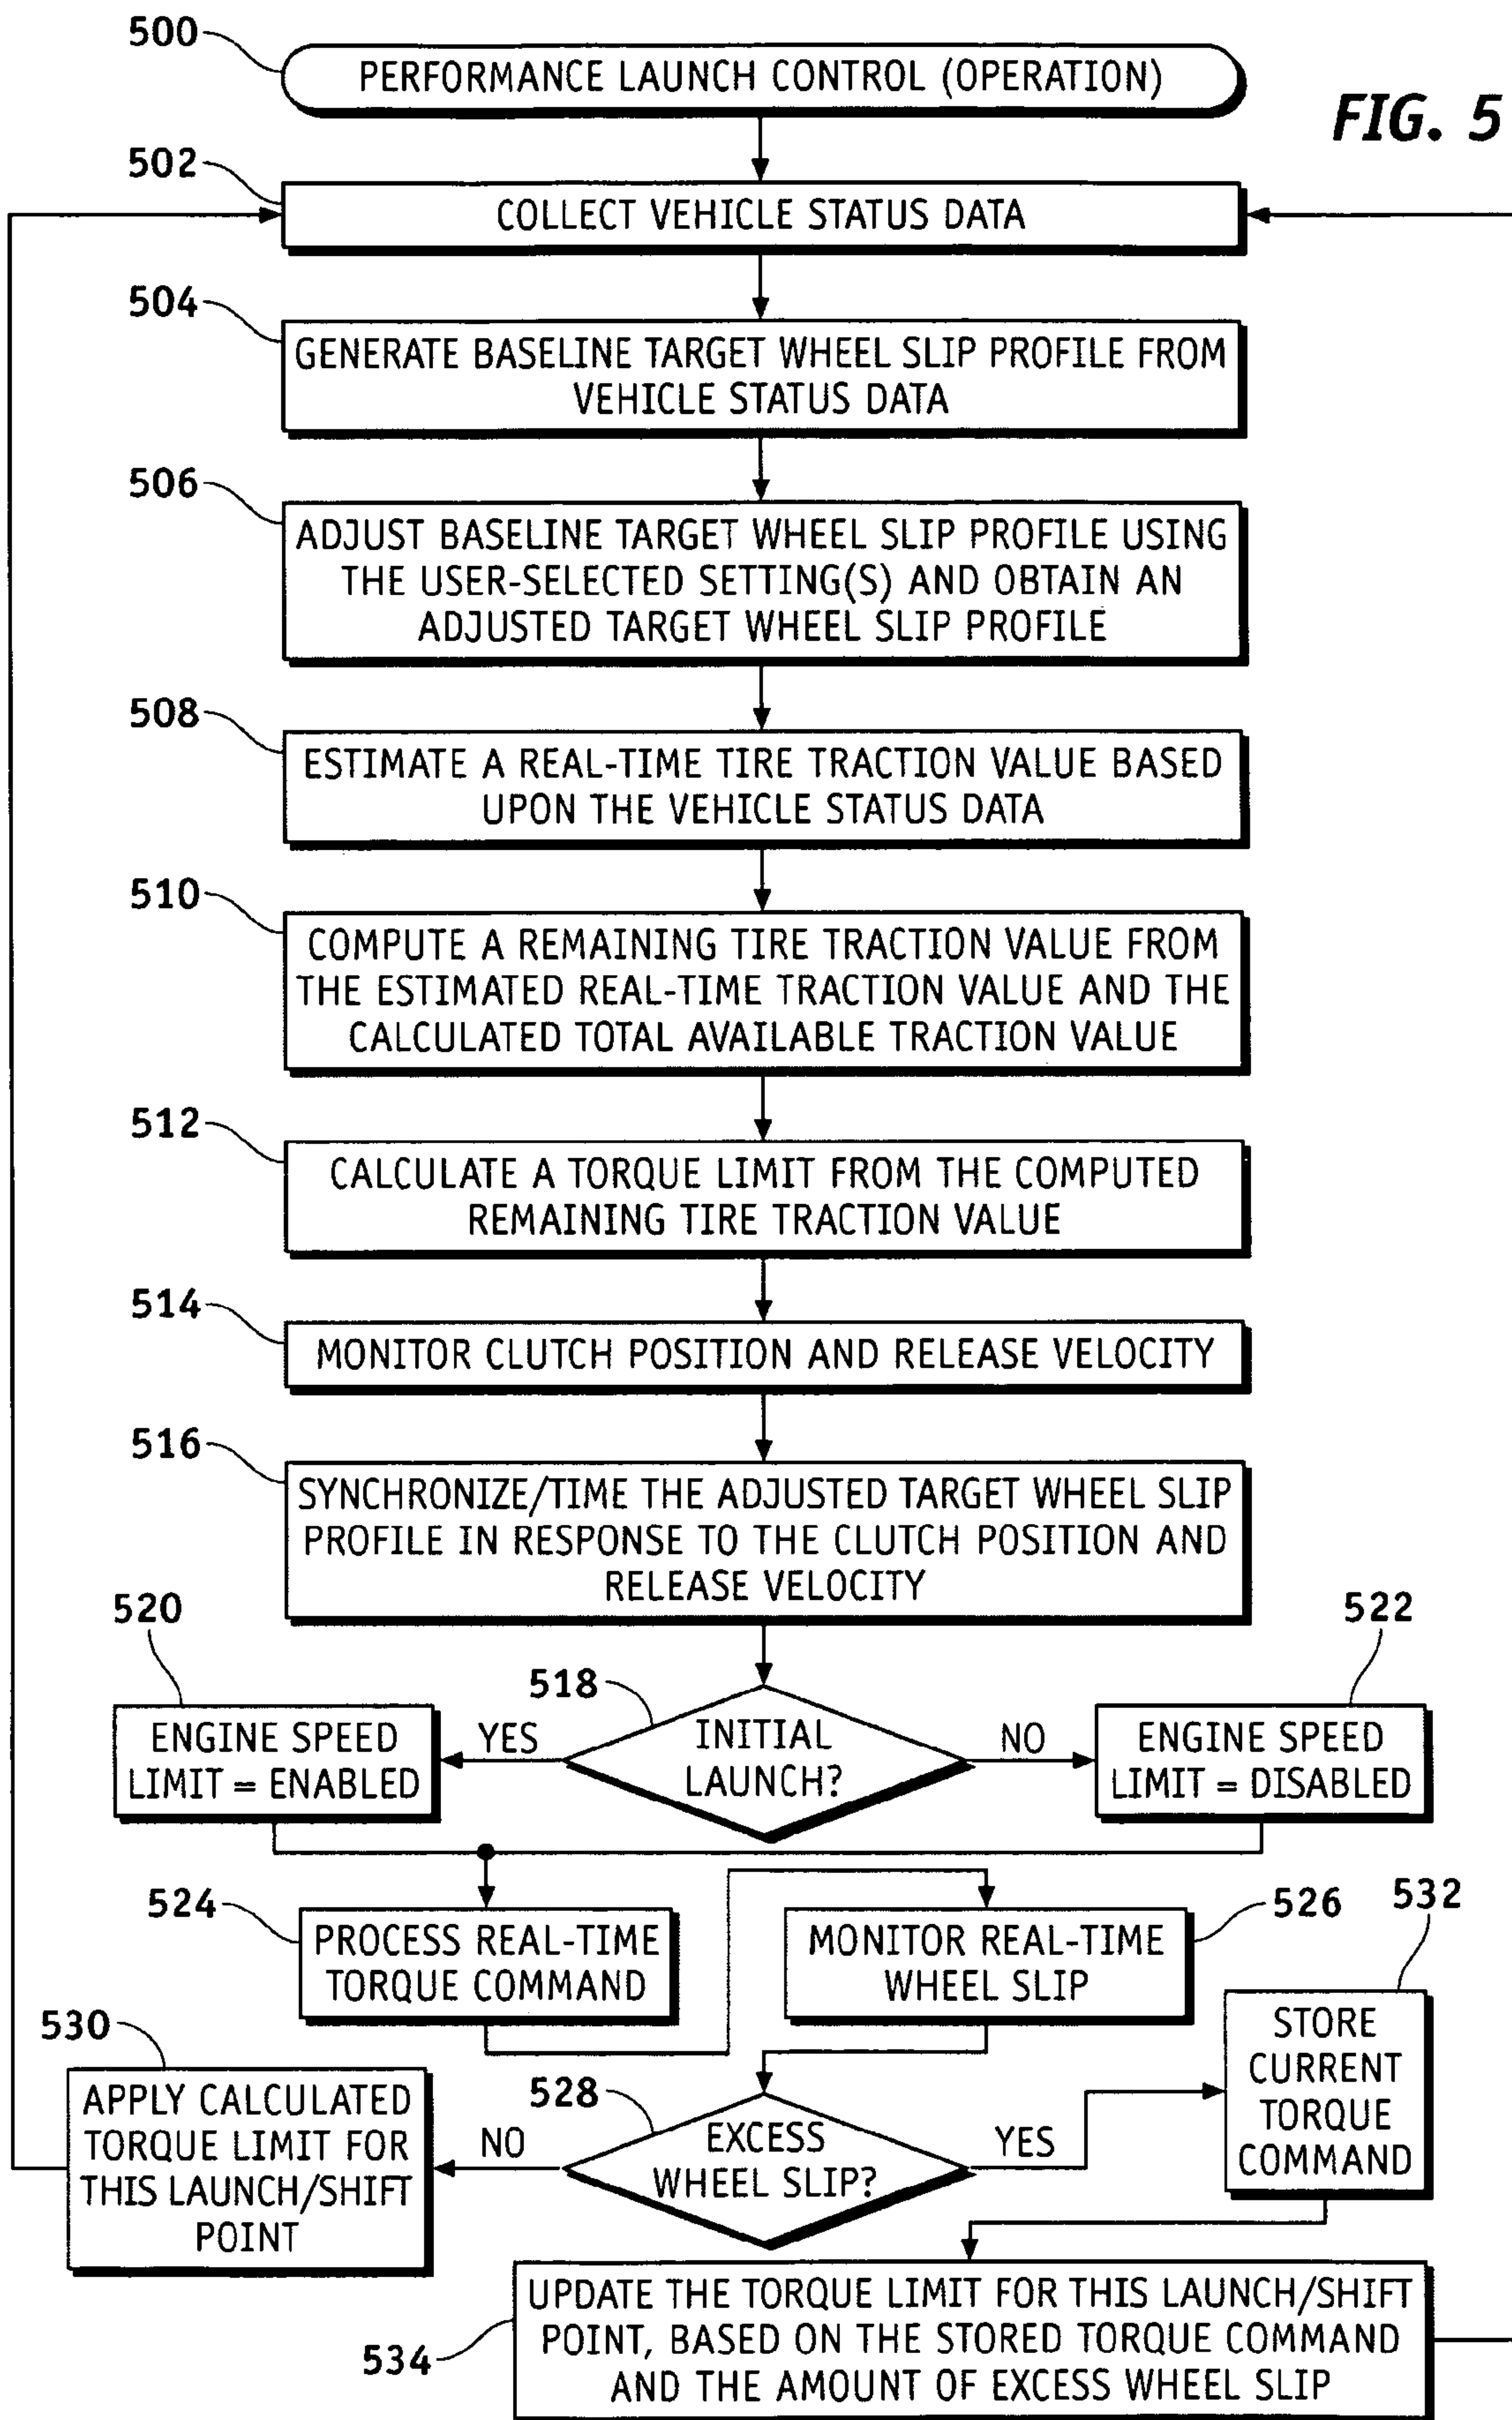 500
PERFORMANCE LAUNCH CONTROL (OPERATION)
FIG. 5
502
COLLECT VEHICLE STATUS DATA
504
GENERATE BASELINE TARGET WHEEL SLIP PROFILE FROM
VEHICLE STATUS DATA
506
ADJUST BASELINE TARGET WHEEL SLIP PROFILE USING
THE USER-SELECTED SETTING(S) AND OBTAIN AN
ADJUSTED TARGET WHEEL SLIP PROFILE
508
ESTIMATE A REAL-TIME TIRE TRACTION VALUE BASED
UPON THE VEHICLE STATUS DATA
510
COMPUTE A REMAINING TIRE TRACTION VALUE FROM
THE ESTIMATED REAL-TIME TRACTION VALUE AND THE
CALCULATED TOTAL AVAILABLE TRACTION VALUE
512
CALCULATE A TORQUE LIMIT FROM THE COMPUTED
REMAINING TIRE TRACTION VALUE
514
MONITOR CLUTCH POSITION AND RELEASE VELOCITY
516
SYNCHRONIZE/TIME THE ADJUSTED TARGET WHEEL SLIP
PROFILE IN RESPONSE TO THE CLUTCH POSITION AND
RELEASE VELOCITY
518
INITIAL
LAUNCH?
YES
NO
520
ENGINE SPEED
LIMIT = ENABLED
522
ENGINE SPEED
LIMIT = DISABLED
524
PROCESS REAL-TIME
TORQUE COMMAND
526
MONITOR REAL-TIME
WHEEL SLIP
528
EXCESS
WHEEL SLIP?
NO
YES
530
APPLY CALCULATED
TORQUE LIMIT FOR
THIS LAUNCH/SHIFT
POINT
532
STORE
CURRENT
TORQUE
COMMAND
534
UPDATE THE TORQUE LIMIT FOR THIS LAUNCH/SHIFT
POINT, BASED ON THE STORED TORQUE COMMAND
AND THE AMOUNT OF EXCESS WHEEL SLIP